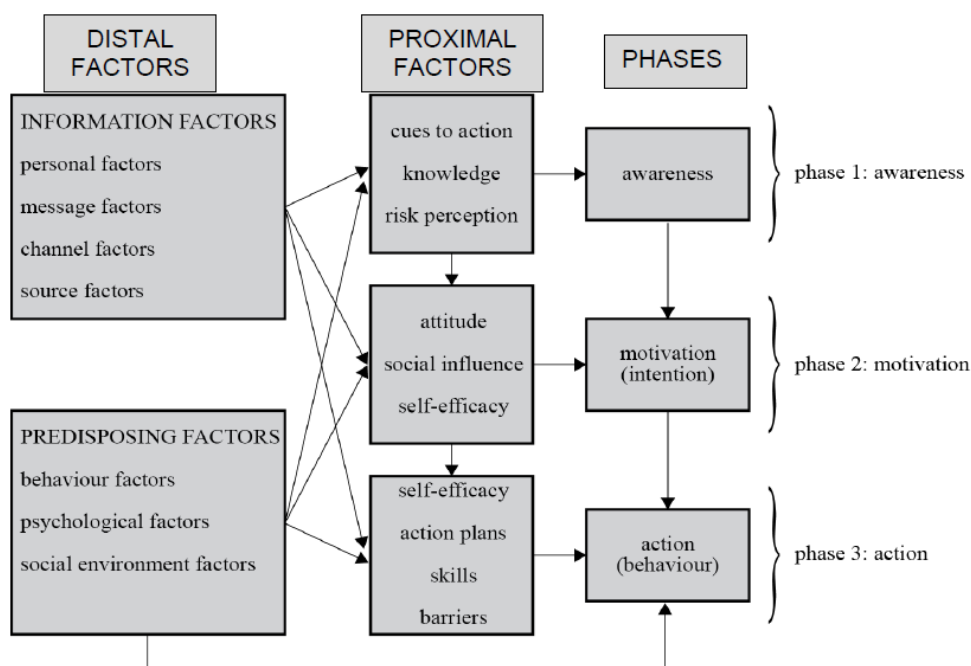 DISTAL
FACTORS
PROXIMAL
FACTORS
PHASES
INFORMATION FACTORS
personal factors
message factors
channel factors
source factors
PREDISPOSING FACTORS
behaviour factors
psychological factors
social environment factors
cues to action
knowledge
risk perception
attitude
social influence
self-efficacy
self-efficacy
action plans
skills
barriers
awareness
motivation
(intention)
action
(behaviour)
phase 1: awareness
phase 2: motivation
phase 3: action